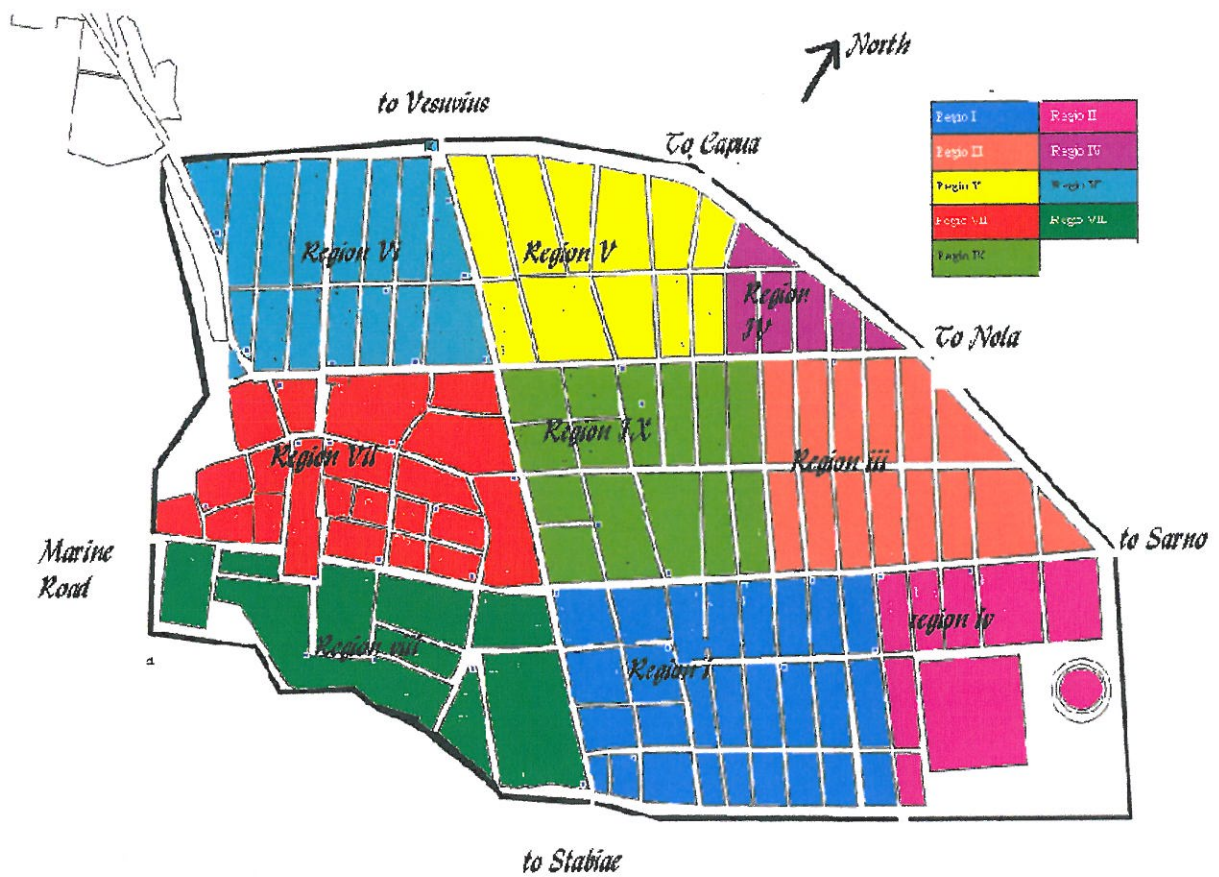 North
to Vesuvius
To Capua
Regio I
Regio II
Regio IV
Regio V
Regio VI
Regio VII
Regio IX
Region Vi
Region V
Region
IV
To Nola
Region IX
Region Vii
Region iii
Marine
Road
to Sarno
region iv
Region viii
Region I
to Stabiae